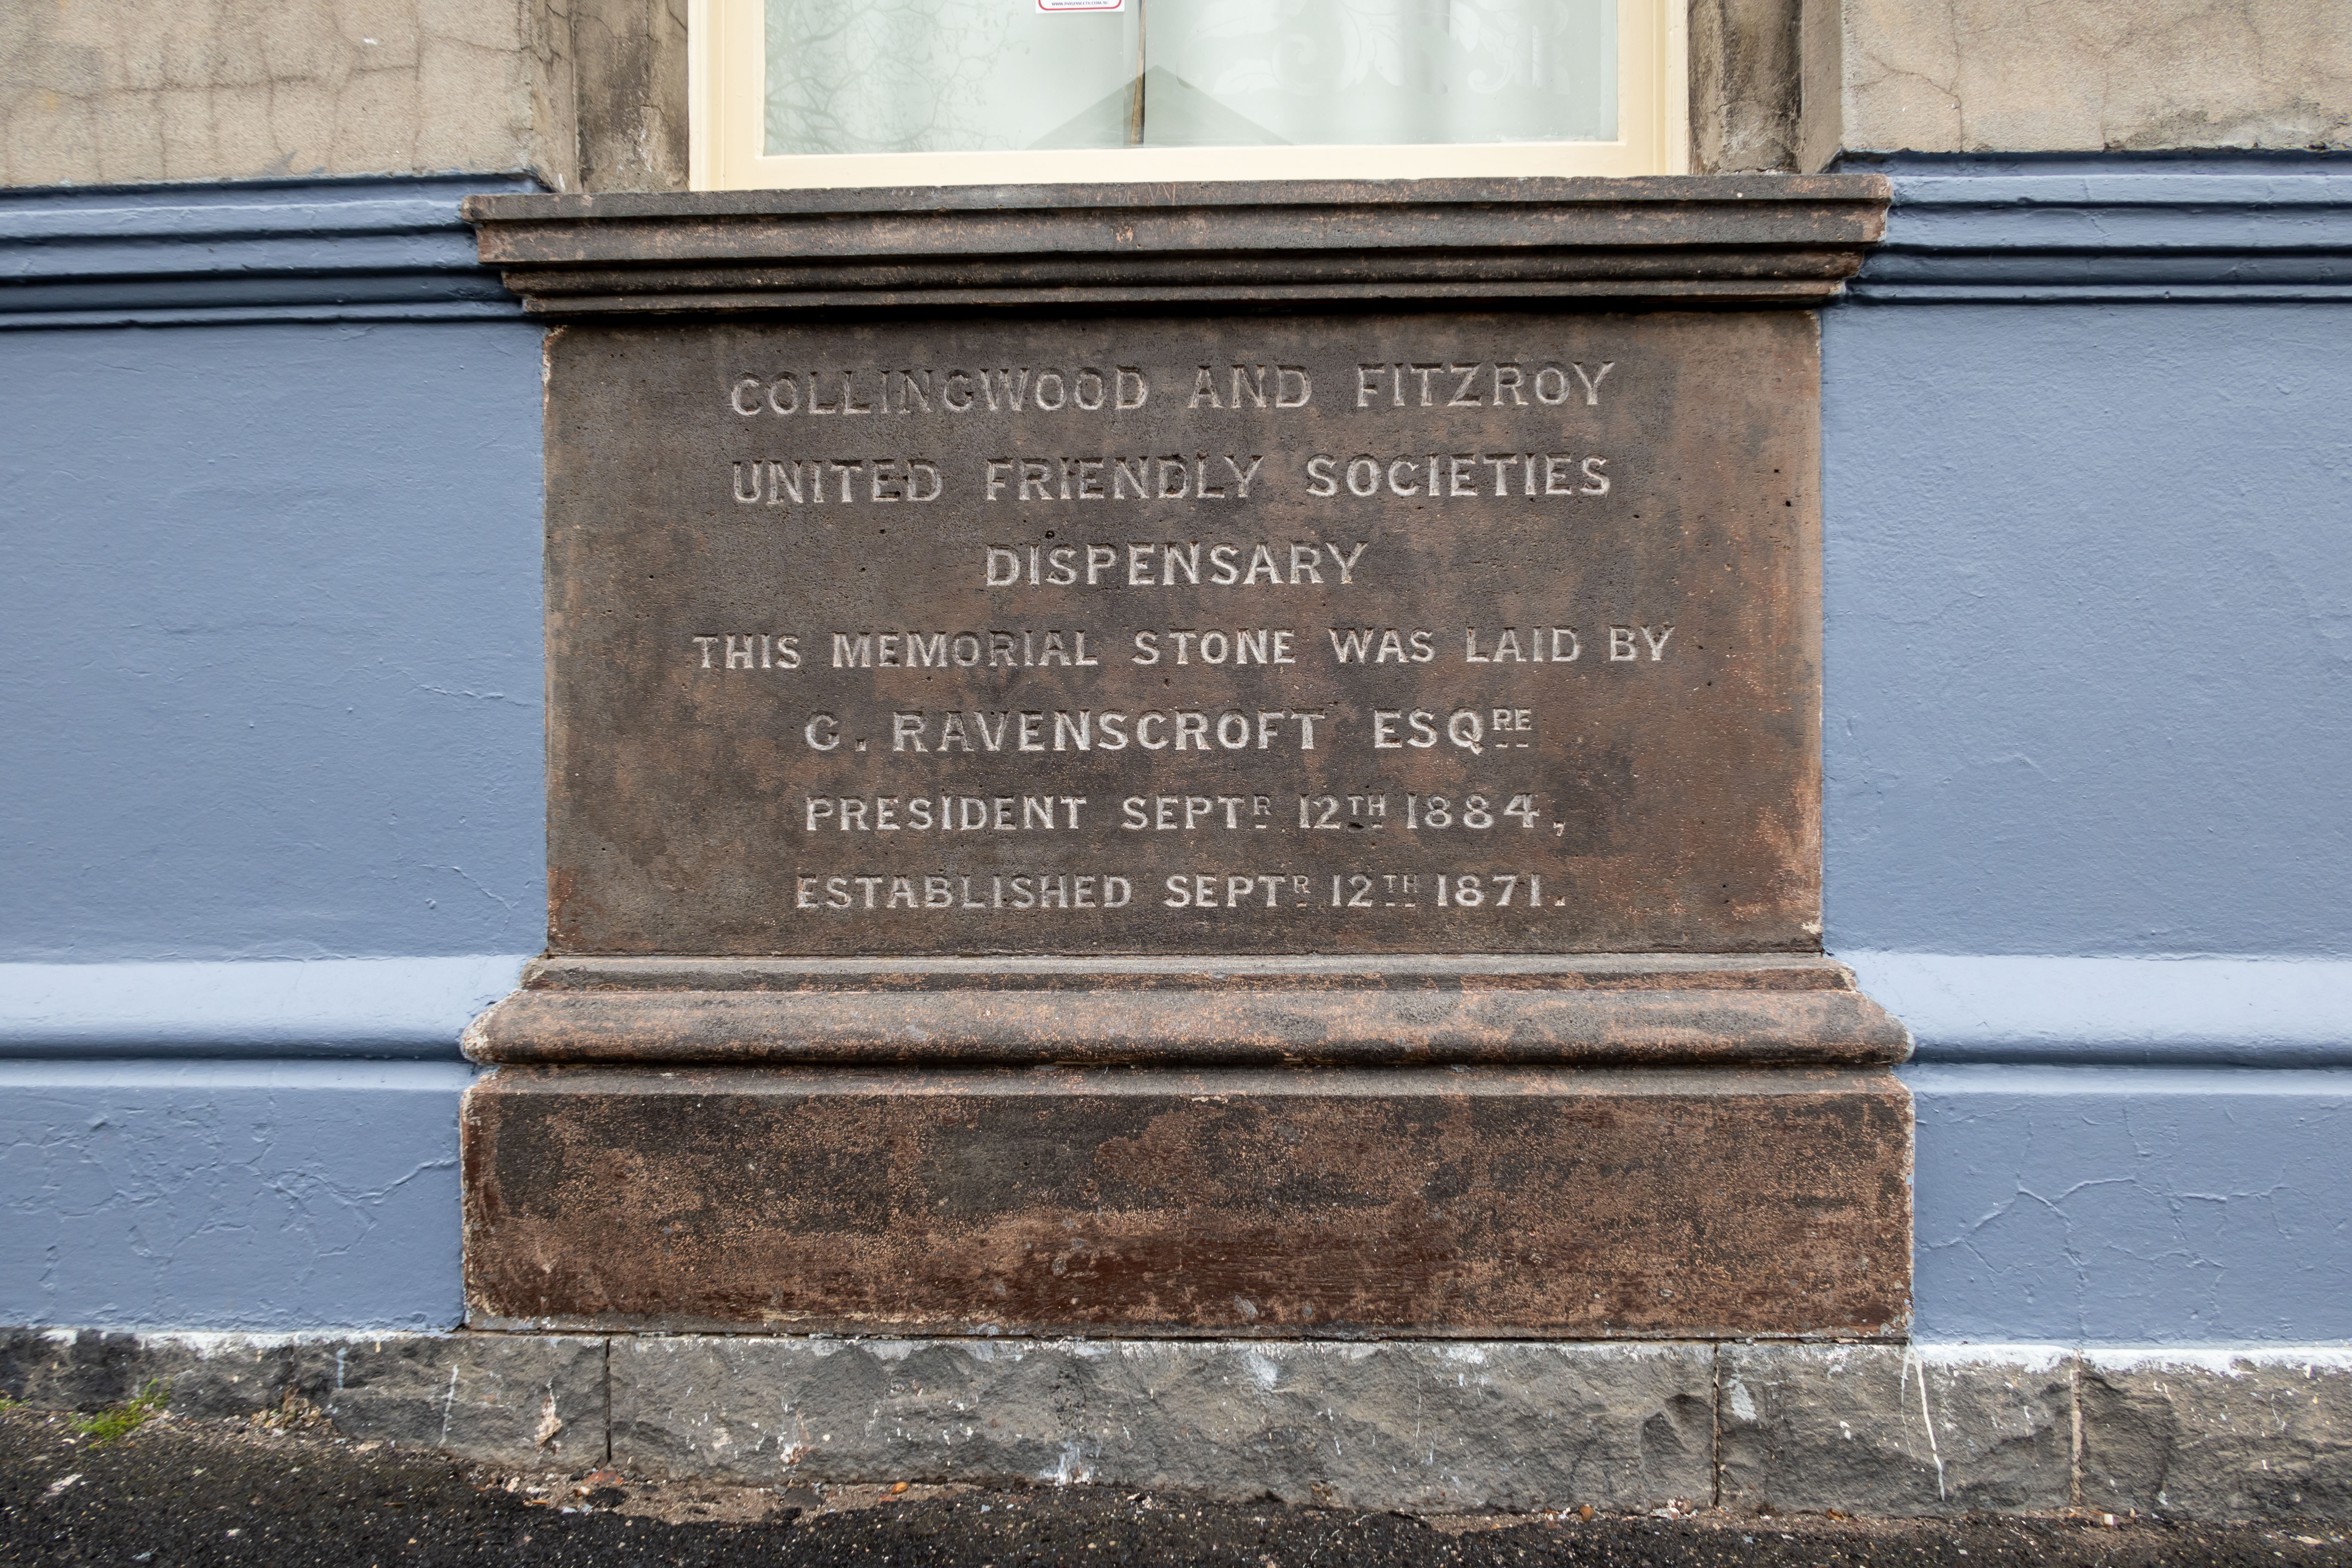 COLLINGWOOD AND FITZROY
UNITED FRIENDLY SOCIETIES
DISPENSARY
THIS MEMORIAL STONE WAS LAID BY
G. RAVENSCROFT ESQRE
PRESIDENT SEPTR 12TH 1884,
ESTABLISHED SEPTR 12TH 1871.